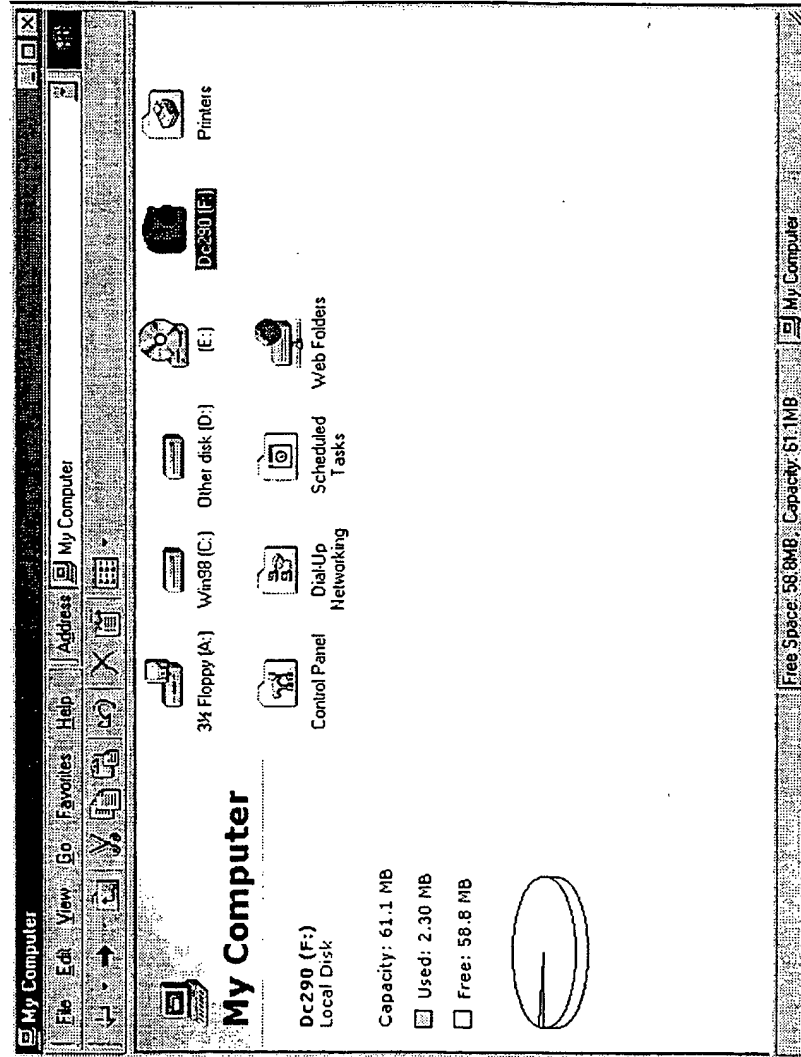 My Computer
File Edit View Go Favorites Help Address My Computer
3½ Floppy (A:) Win98 (C:) Other disk (D:) (E:) Dc290 (F:) Printers
Control Panel Dial-Up Networking Scheduled Tasks Web Folders
My Computer
Dc290 (F:)
Local Disk
Capacity: 61.1 MB
Used: 2.30 MB
Free: 58.8 MB
Free Space: 58.8MB, Capacity: 61.1MB My Computer